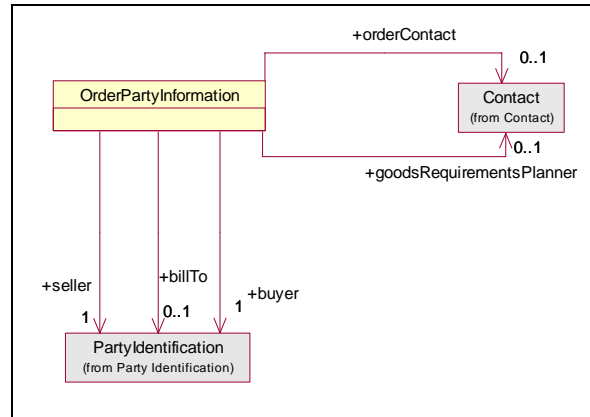 +orderContact
0..1
OrderPartyInformation
Contact
(from Contact)
0..1
+goodsRequirementsPlanner
+seller
+billTo
+buyer
1
0..1
1
PartyIdentification
(from Party Identification)